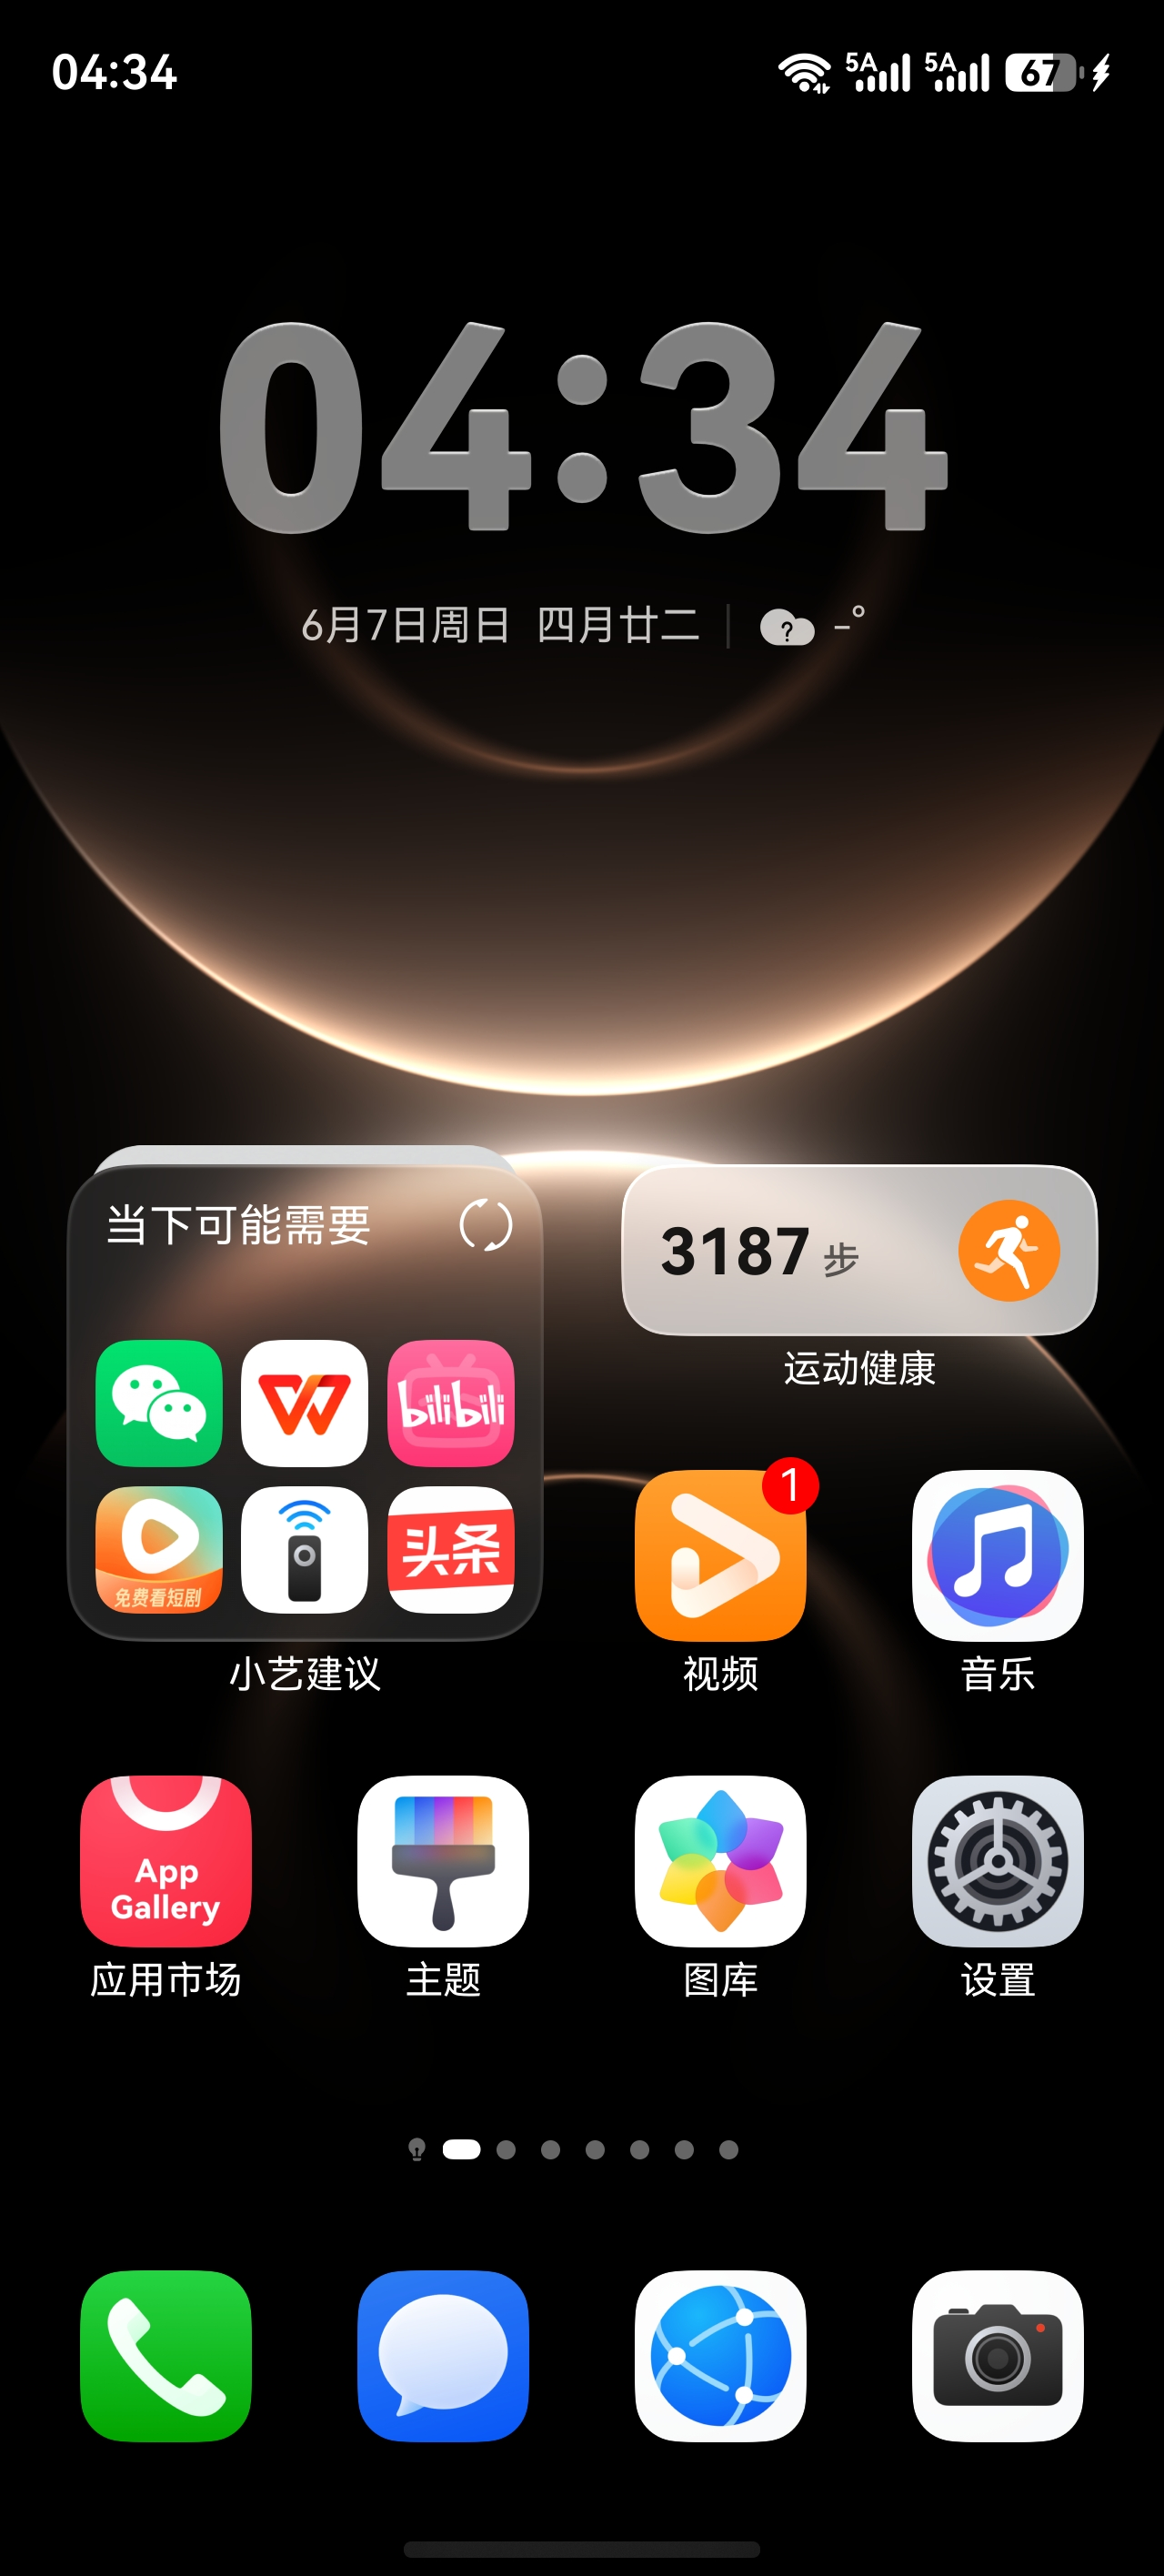 04:34
5A 5A 67
04:34
6月7日周日 四月廿二 -°
当下可能需要
3187 步
运动健康
bilibili
免费看短剧
头条
1
小艺建议
视频
音乐
App
Gallery
应用市场
主题
图库
设置